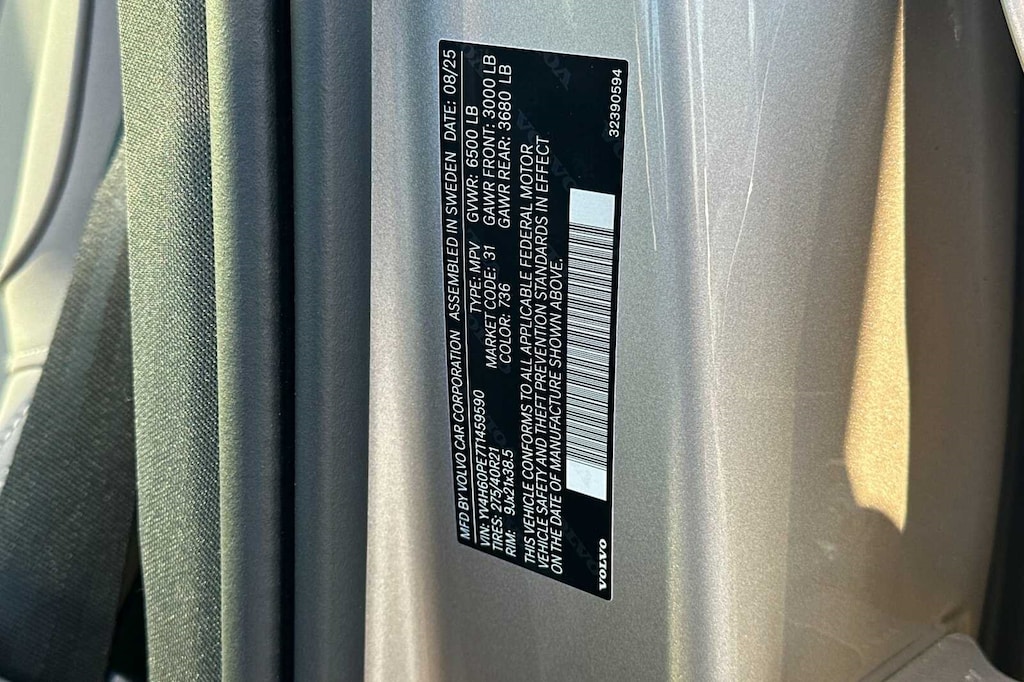 MFD BY VOLVO CAR CORPORATION ASSEMBLED IN SWEDEN DATE: 08/25
VIN: YV4H60PE7T1459590 TYPE: MPV GVWR: 6500 LB
TIRES: 275/40R21 MARKET CODE: 31 GAWR FRONT: 3000 LB
RIM: 9Jx21x38.5 COLOR: 736 GAWR REAR: 3680 LB
THIS VEHICLE CONFORMS TO ALL APPLICABLE FEDERAL MOTOR
VEHICLE SAFETY AND THEFT PREVENTION STANDARDS IN EFFECT
ON THE DATE OF MANUFACTURE SHOWN ABOVE.
VOLVO
32390594